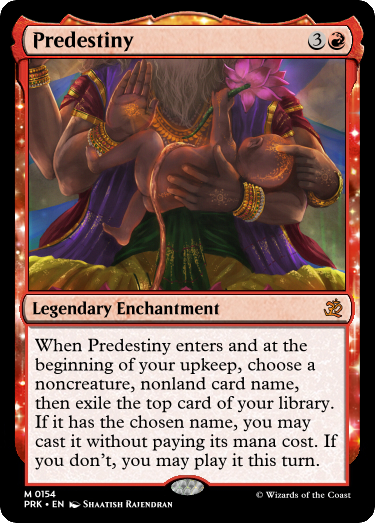 Predestiny 3
Legendary Enchantment
When Predestiny enters and at the
beginning of your upkeep, choose a
noncreature, nonland card name,
then exile the top card of your library.
If it has the chosen name, you may
cast it without paying its mana cost. If
you don’t, you may play it this turn.
M 0154
PRK • EN Shaatish Rajendran
© Wizards of the Coast